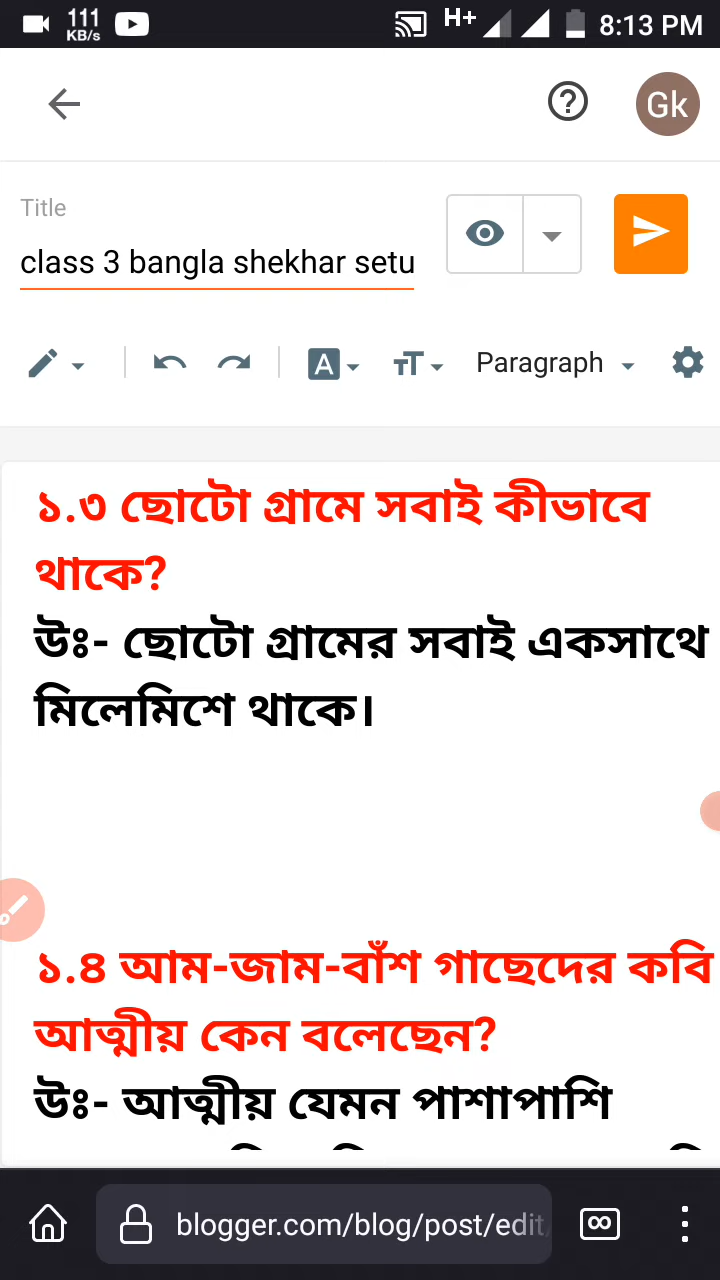 111
KB/s
H+
8:13 PM
Gk
Title
class 3 bangla shekhar setu
A
Paragraph
১.৩ ছোটো গ্রামে সবাই কীভাবে
থাকে?
উঃ- ছোটো গ্রামের সবাই একসাথে
মিলেমিশে থাকে।
১.৪ আম-জাম-বাঁশ গাছেদের কবি
আত্মীয় কেন বলেছেন?
উঃ- আত্মীয় যেমন পাশাপাশি
blogger.com/blog/post/edit